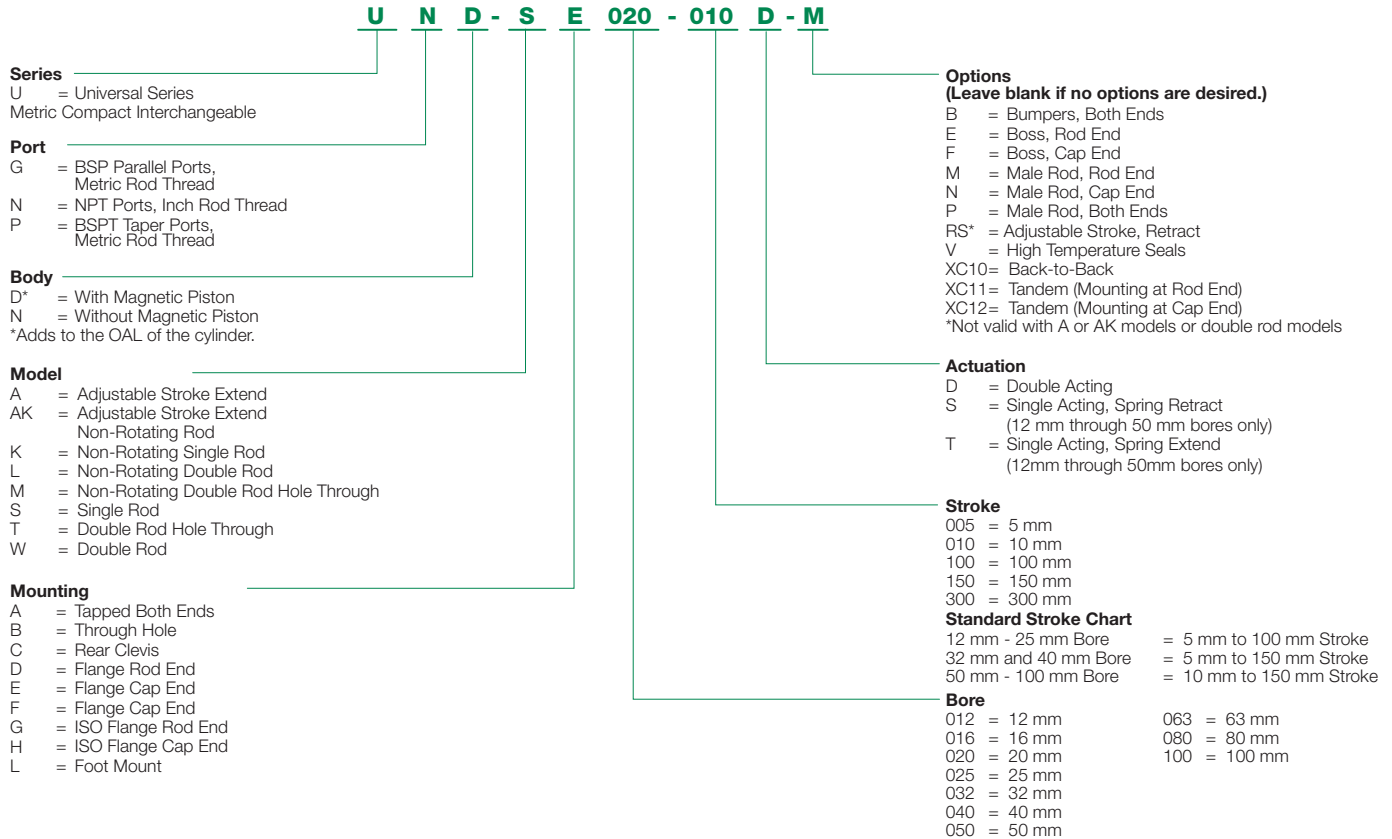 U N D - S E 020 - 010 D - M
Series
U = Universal Series
Metric Compact Interchangeable
Port
G = BSP Parallel Ports,
Metric Rod Thread
N = NPT Ports, Inch Rod Thread
P = BSPT Taper Ports,
Metric Rod Thread
Body
D* = With Magnetic Piston
N = Without Magnetic Piston
*Adds to the OAL of the cylinder.
Model
A = Adjustable Stroke Extend
AK = Adjustable Stroke Extend
Non-Rotating Rod
K = Non-Rotating Single Rod
L = Non-Rotating Double Rod
M = Non-Rotating Double Rod Hole Through
S = Single Rod
T = Double Rod Hole Through
W = Double Rod
Mounting
A = Tapped Both Ends
B = Through Hole
C = Rear Clevis
D = Flange Rod End
E = Flange Cap End
F = Flange Cap End
G = ISO Flange Rod End
H = ISO Flange Cap End
L = Foot Mount
Options
(Leave blank if no options are desired.)
B = Bumpers, Both Ends
E = Boss, Rod End
F = Boss, Cap End
M = Male Rod, Rod End
N = Male Rod, Cap End
P = Male Rod, Both Ends
RS* = Adjustable Stroke, Retract
V = High Temperature Seals
XC10= Back-to-Back
XC11= Tandem (Mounting at Rod End)
XC12= Tandem (Mounting at Cap End)
*Not valid with A or AK models or double rod models
Actuation
D = Double Acting
S = Single Acting, Spring Retract
(12 mm through 50 mm bores only)
T = Single Acting, Spring Extend
(12mm through 50mm bores only)
Stroke
005 = 5 mm
010 = 10 mm
100 = 100 mm
150 = 150 mm
300 = 300 mm
Standard Stroke Chart
12 mm - 25 mm Bore = 5 mm to 100 mm Stroke
32 mm and 40 mm Bore = 5 mm to 150 mm Stroke
50 mm - 100 mm Bore = 10 mm to 150 mm Stroke
Bore
012 = 12 mm 063 = 63 mm
016 = 16 mm 080 = 80 mm
020 = 20 mm 100 = 100 mm
025 = 25 mm
032 = 32 mm
040 = 40 mm
050 = 50 mm